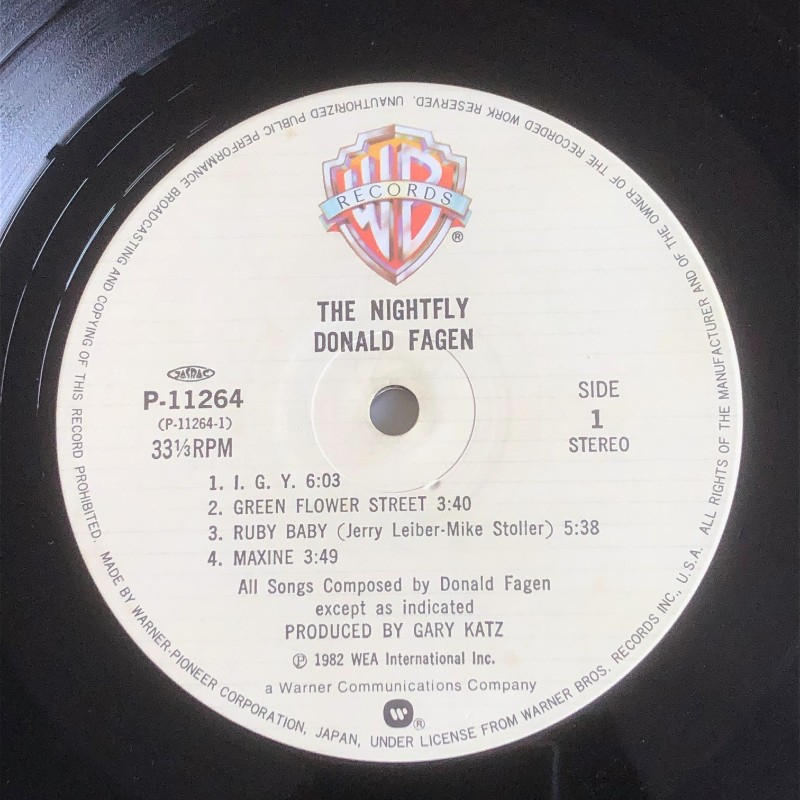 WB
RECORDS
®
THE NIGHTFLY
DONALD FAGEN
JASRAC
P-11264
(P-11264-1)
33⅓RPM
SIDE
1
STEREO
1. I. G. Y. 6:03
2. GREEN FLOWER STREET 3:40
3. RUBY BABY (Jerry Leiber-Mike Stoller) 5:38
4. MAXINE 3:49
All Songs Composed by Donald Fagen
except as indicated
PRODUCED BY GARY KATZ
℗ 1982 WEA International Inc.
a Warner Communications Company
®
MADE BY WARNER-PIONEER CORPORATION, JAPAN, UNDER LICENSE FROM WARNER BROS. RECORDS INC., U.S.A. ALL RIGHTS OF THE MANUFACTURER AND OF THE OWNER OF THE RECORDED WORK RESERVED. UNAUTHORIZED PUBLIC PERFORMANCE BROADCASTING AND COPYING OF THIS RECORD PROHIBITED.